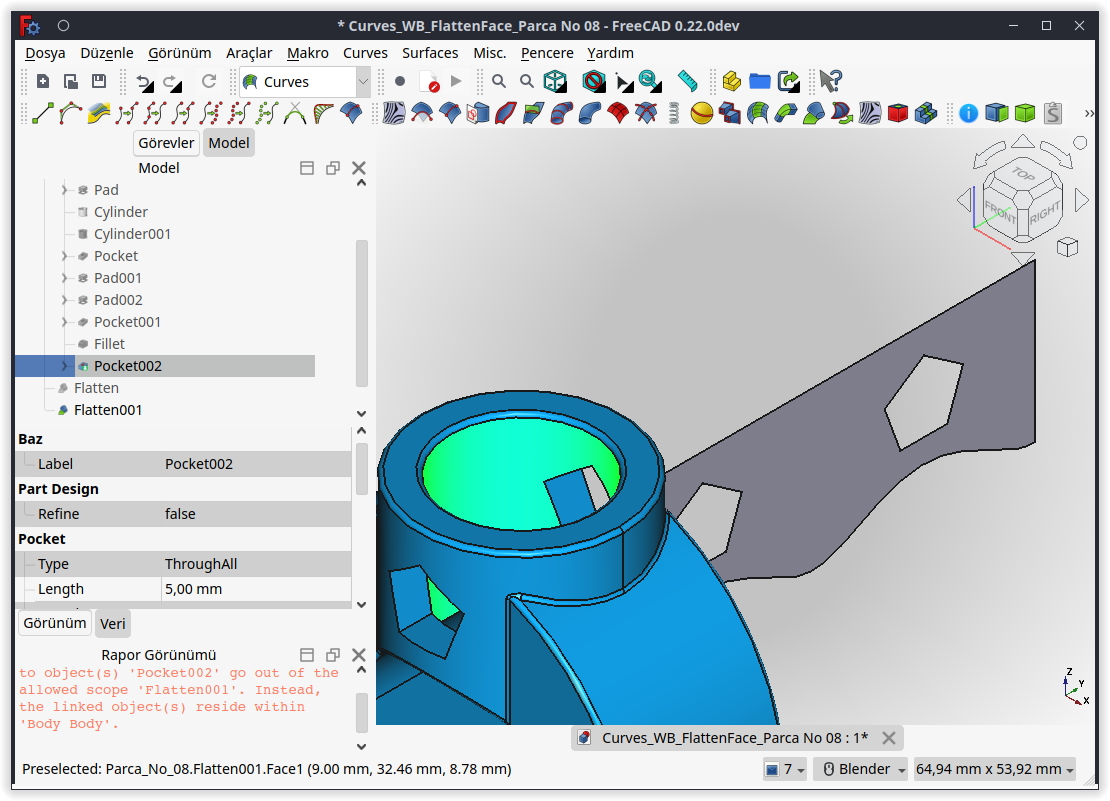 * Curves_WB_FlattenFace_Parca No 08 - FreeCAD 0.22.0dev
Dosya Düzenle Görünüm Araçlar Makro Curves Surfaces Misc. Pencere Yardım
Curves
Görevler Model
Model
Pad
Cylinder
Cylinder001
Pocket
Pad001
Pad002
Pocket001
Fillet
Pocket002
Flatten
Flatten001
Baz
Label Pocket002
Part Design
Refine false
Pocket
Type ThroughAll
Length 5,00 mm
Görünüm Veri
Rapor Görünümü
to object(s) 'Pocket002' go out of the
allowed scope 'Flatten001'. Instead,
the linked object(s) reside within
'Body Body'.
TOP
FRONT RIGHT
Z
Y
X
Curves_WB_FlattenFace_Parca No 08 : 1*
Preselected: Parca_No_08.Flatten001.Face1 (9.00 mm, 32.46 mm, 8.78 mm) 7 Blender 64,94 mm x 53,92 mm